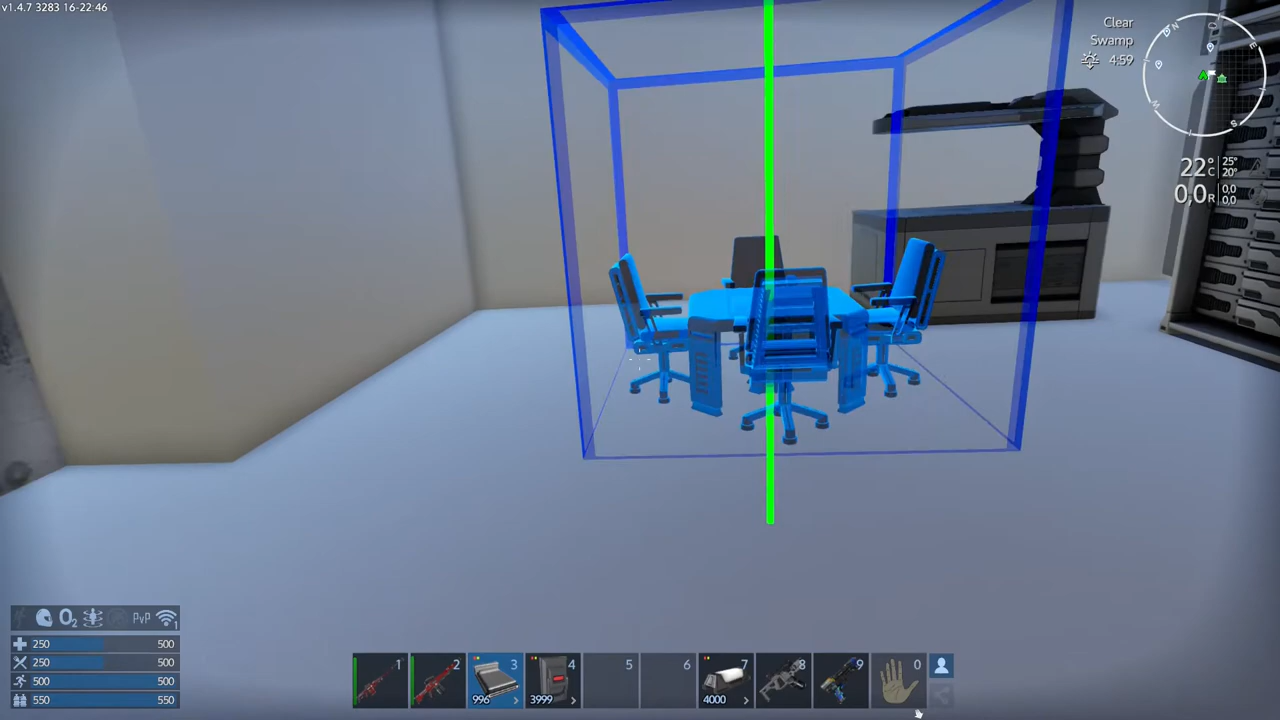 v1.4.7 3283 16-22:46
Clear
Swamp
4:59
N
E
W
S
22°C 25°
20°
0,0R 0,0
0,0
O2 PvP 1
250 500
250 500
500 500
550 550
1 2 3 4 5 6 7 8 9 0
996 3999 4000